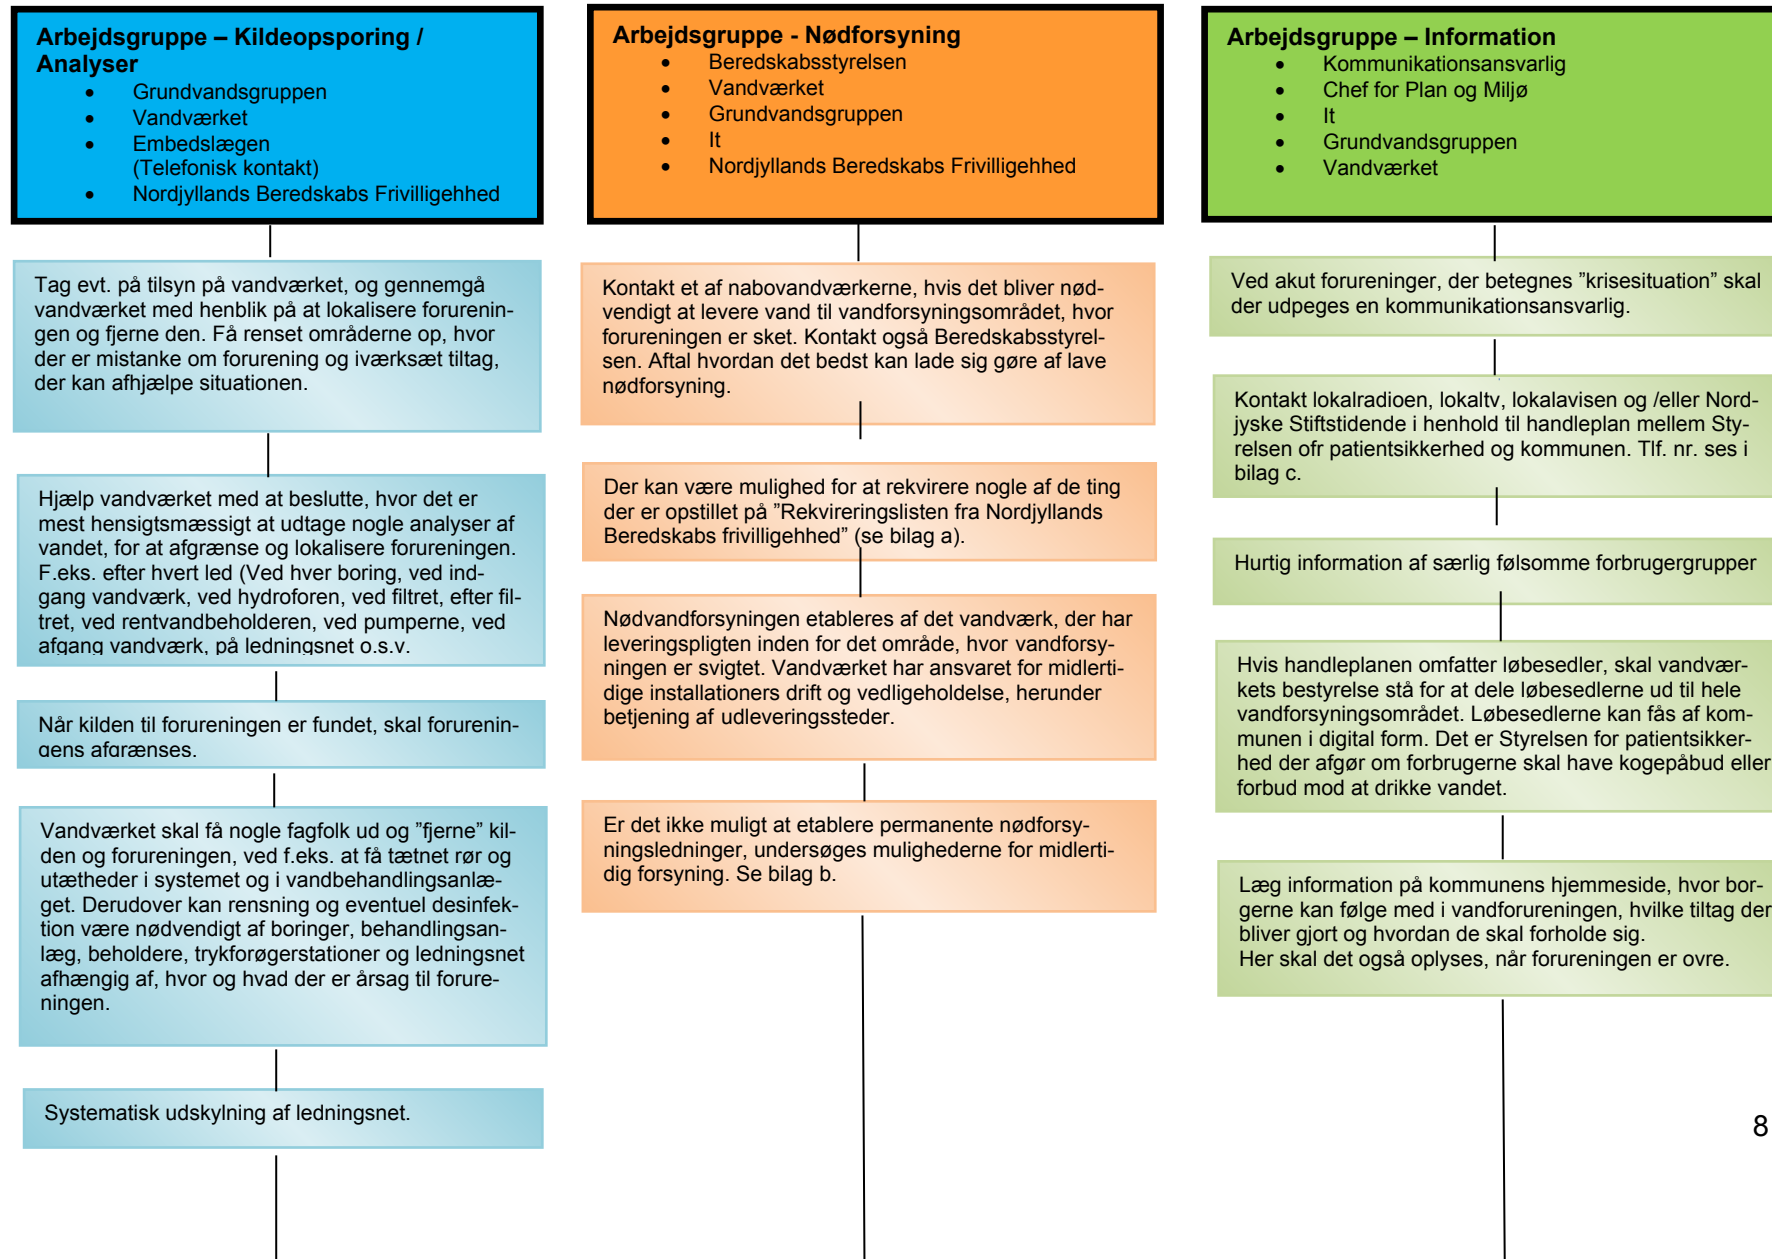 Arbejdsgruppe – Kildeopsporing /
Analyser
• Grundvandsgruppen
• Vandværket
• Embedslægen
(Telefonisk kontakt)
• Nordjyllands Beredskabs Frivilligehhed
Tag evt. på tilsyn på vandværket, og gennemgå
vandværket med henblik på at lokalisere forurenin-
gen og fjerne den. Få renset områderne op, hvor
der er mistanke om forurening og iværksæt tiltag,
der kan afhjælpe situationen.
Hjælp vandværket med at beslutte, hvor det er
mest hensigtsmæssigt at udtage nogle analyser af
vandet, for at afgrænse og lokalisere forureningen.
F.eks. efter hvert led (Ved hver boring, ved ind-
gang vandværk, ved hydroforen, ved filtret, efter fil-
tret, ved rentvandbeholderen, ved pumperne, ved
afgang vandværk, på ledningsnet o.s.v.
Når kilden til forureningen er fundet, skal forurenin-
gens afgrænses.
Vandværket skal få nogle fagfolk ud og ”fjerne” kil-
den og forureningen, ved f.eks. at få tætnet rør og
utætheder i systemet og i vandbehandlingsanlæ-
get. Derudover kan rensning og eventuel desinfek-
tion være nødvendigt af boringer, behandlingsan-
læg, beholdere, trykforøgerstationer og ledningsnet
afhængig af, hvor og hvad der er årsag til forure-
ningen.
Systematisk udskylning af ledningsnet.
Arbejdsgruppe - Nødforsyning
• Beredskabsstyrelsen
• Vandværket
• Grundvandsgruppen
• It
• Nordjyllands Beredskabs Frivilligehhed
Kontakt et af nabovandværkerne, hvis det bliver nød-
vendigt at levere vand til vandforsyningsområdet, hvor
forureningen er sket. Kontakt også Beredskabsstyrel-
sen. Aftal hvordan det bedst kan lade sig gøre af lave
nødforsyning.
Der kan være mulighed for at rekvirere nogle af de ting
der er opstillet på ”Rekvireringslisten fra Nordjyllands
Beredskabs frivilligehhed” (se bilag a).
Nødvandforsyningen etableres af det vandværk, der har
leveringspligten inden for det område, hvor vandforsy-
ningen er svigtet. Vandværket har ansvaret for midlerti-
dige installationers drift og vedligeholdelse, herunder
betjening af udleveringssteder.
Er det ikke muligt at etablere permanente nødforsy-
ningsledninger, undersøges mulighederne for midlerti-
dig forsyning. Se bilag b.
Arbejdsgruppe – Information
• Kommunikationsansvarlig
• Chef for Plan og Miljø
• It
• Grundvandsgruppen
• Vandværket
Ved akut forureninger, der betegnes ”krisesituation” skal
der udpeges en kommunikationsansvarlig.
Kontakt lokalradioen, lokaltv, lokalavisen og /eller Nord-
jyske Stiftstidende i henhold til handleplan mellem Sty-
relsen ofr patientsikkerhed og kommunen. Tlf. nr. ses i
bilag c.
Hurtig information af særlig følsomme forbrugergrupper
Hvis handleplanen omfatter løbesedler, skal vandvær-
kets bestyrelse stå for at dele løbesedlerne ud til hele
vandforsyningsområdet. Løbesedlerne kan fås af kom-
munen i digital form. Det er Styrelsen for patientsikker-
hed der afgør om forbrugerne skal have kogepåbud eller
forbud mod at drikke vandet.
Læg information på kommunens hjemmeside, hvor bor-
gerne kan følge med i vandforureningen, hvilke tiltag der
bliver gjort og hvordan de skal forholde sig.
Her skal det også oplyses, når forureningen er ovre.
8